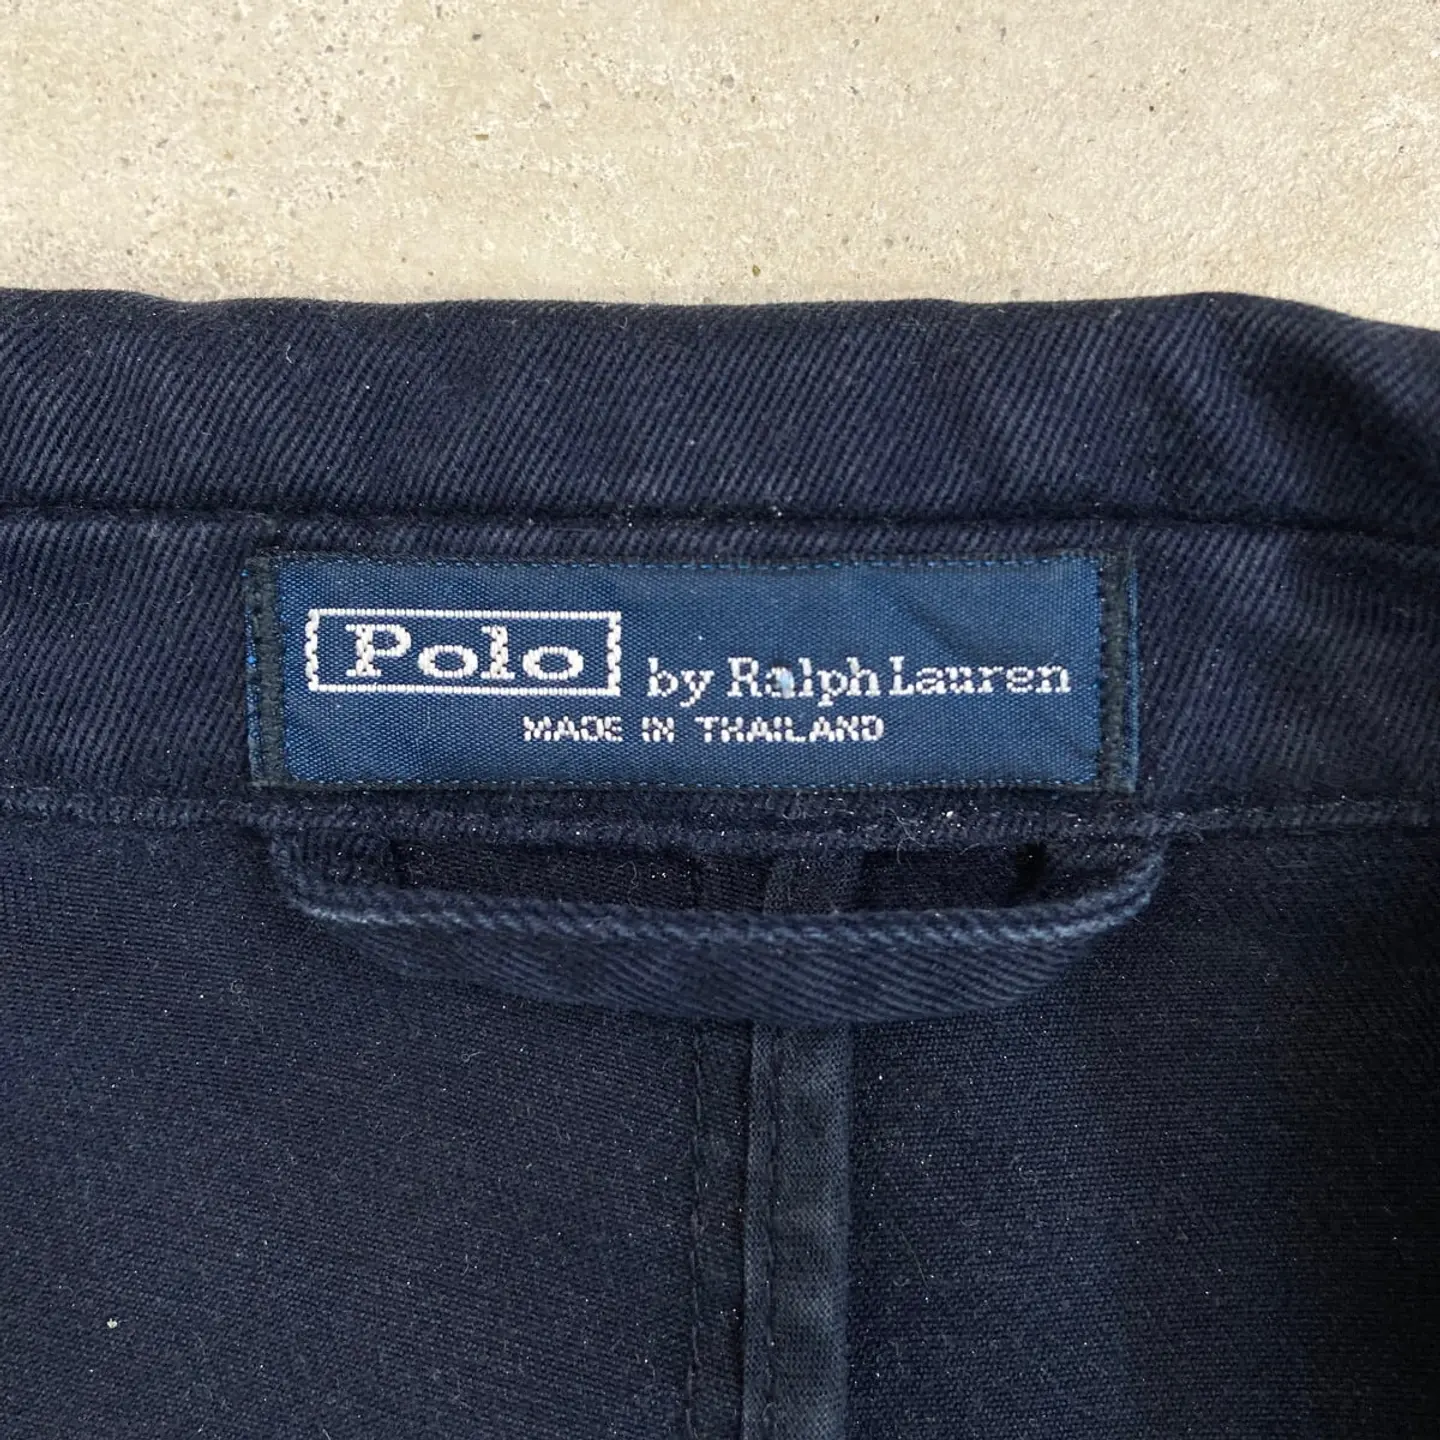 Polo by Ralph Lauren
MADE IN THAILAND